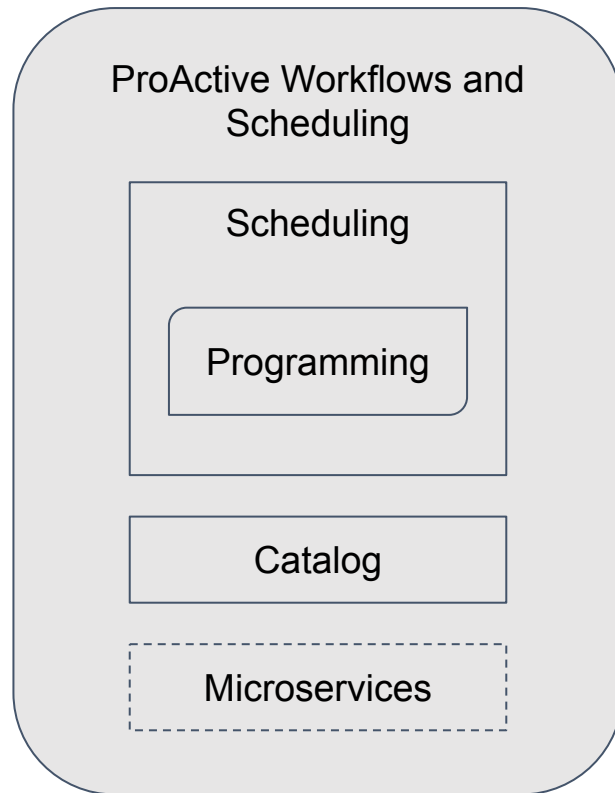 ProActive Workflows and
Scheduling
Scheduling
Programming
Catalog
Microservices